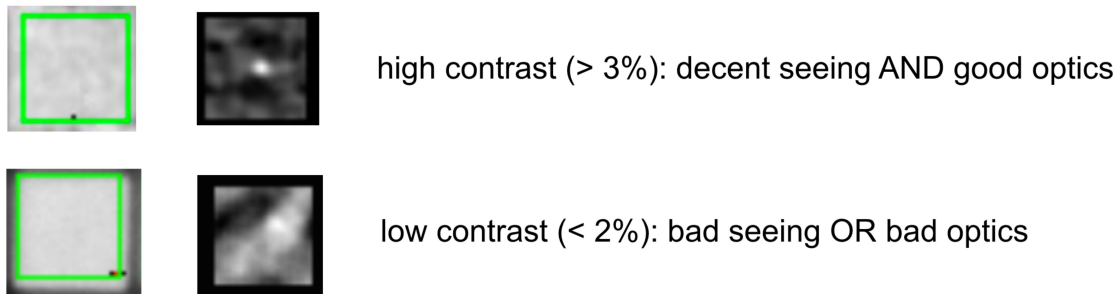 high contrast (> 3%): decent seeing AND good optics
low contrast (< 2%): bad seeing OR bad optics